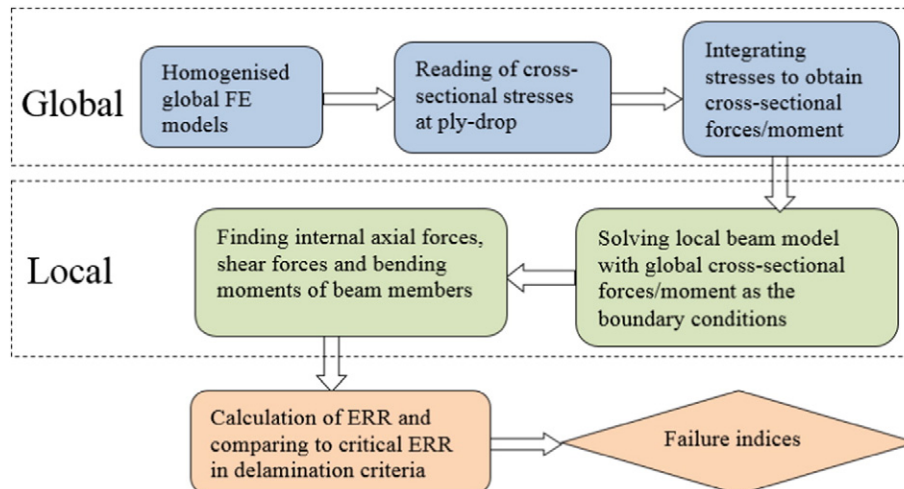 Global
Homogenised
global FE
models
Reading of cross-
sectional stresses
at ply-drop
Integrating
stresses to obtain
cross-sectional
forces/moment
Local
Solving local beam model
with global cross-sectional
forces/moment as the
boundary conditions
Finding internal axial forces,
shear forces and bending
moments of beam members
Calculation of ERR and
comparing to critical ERR
in delamination criteria
Failure indices